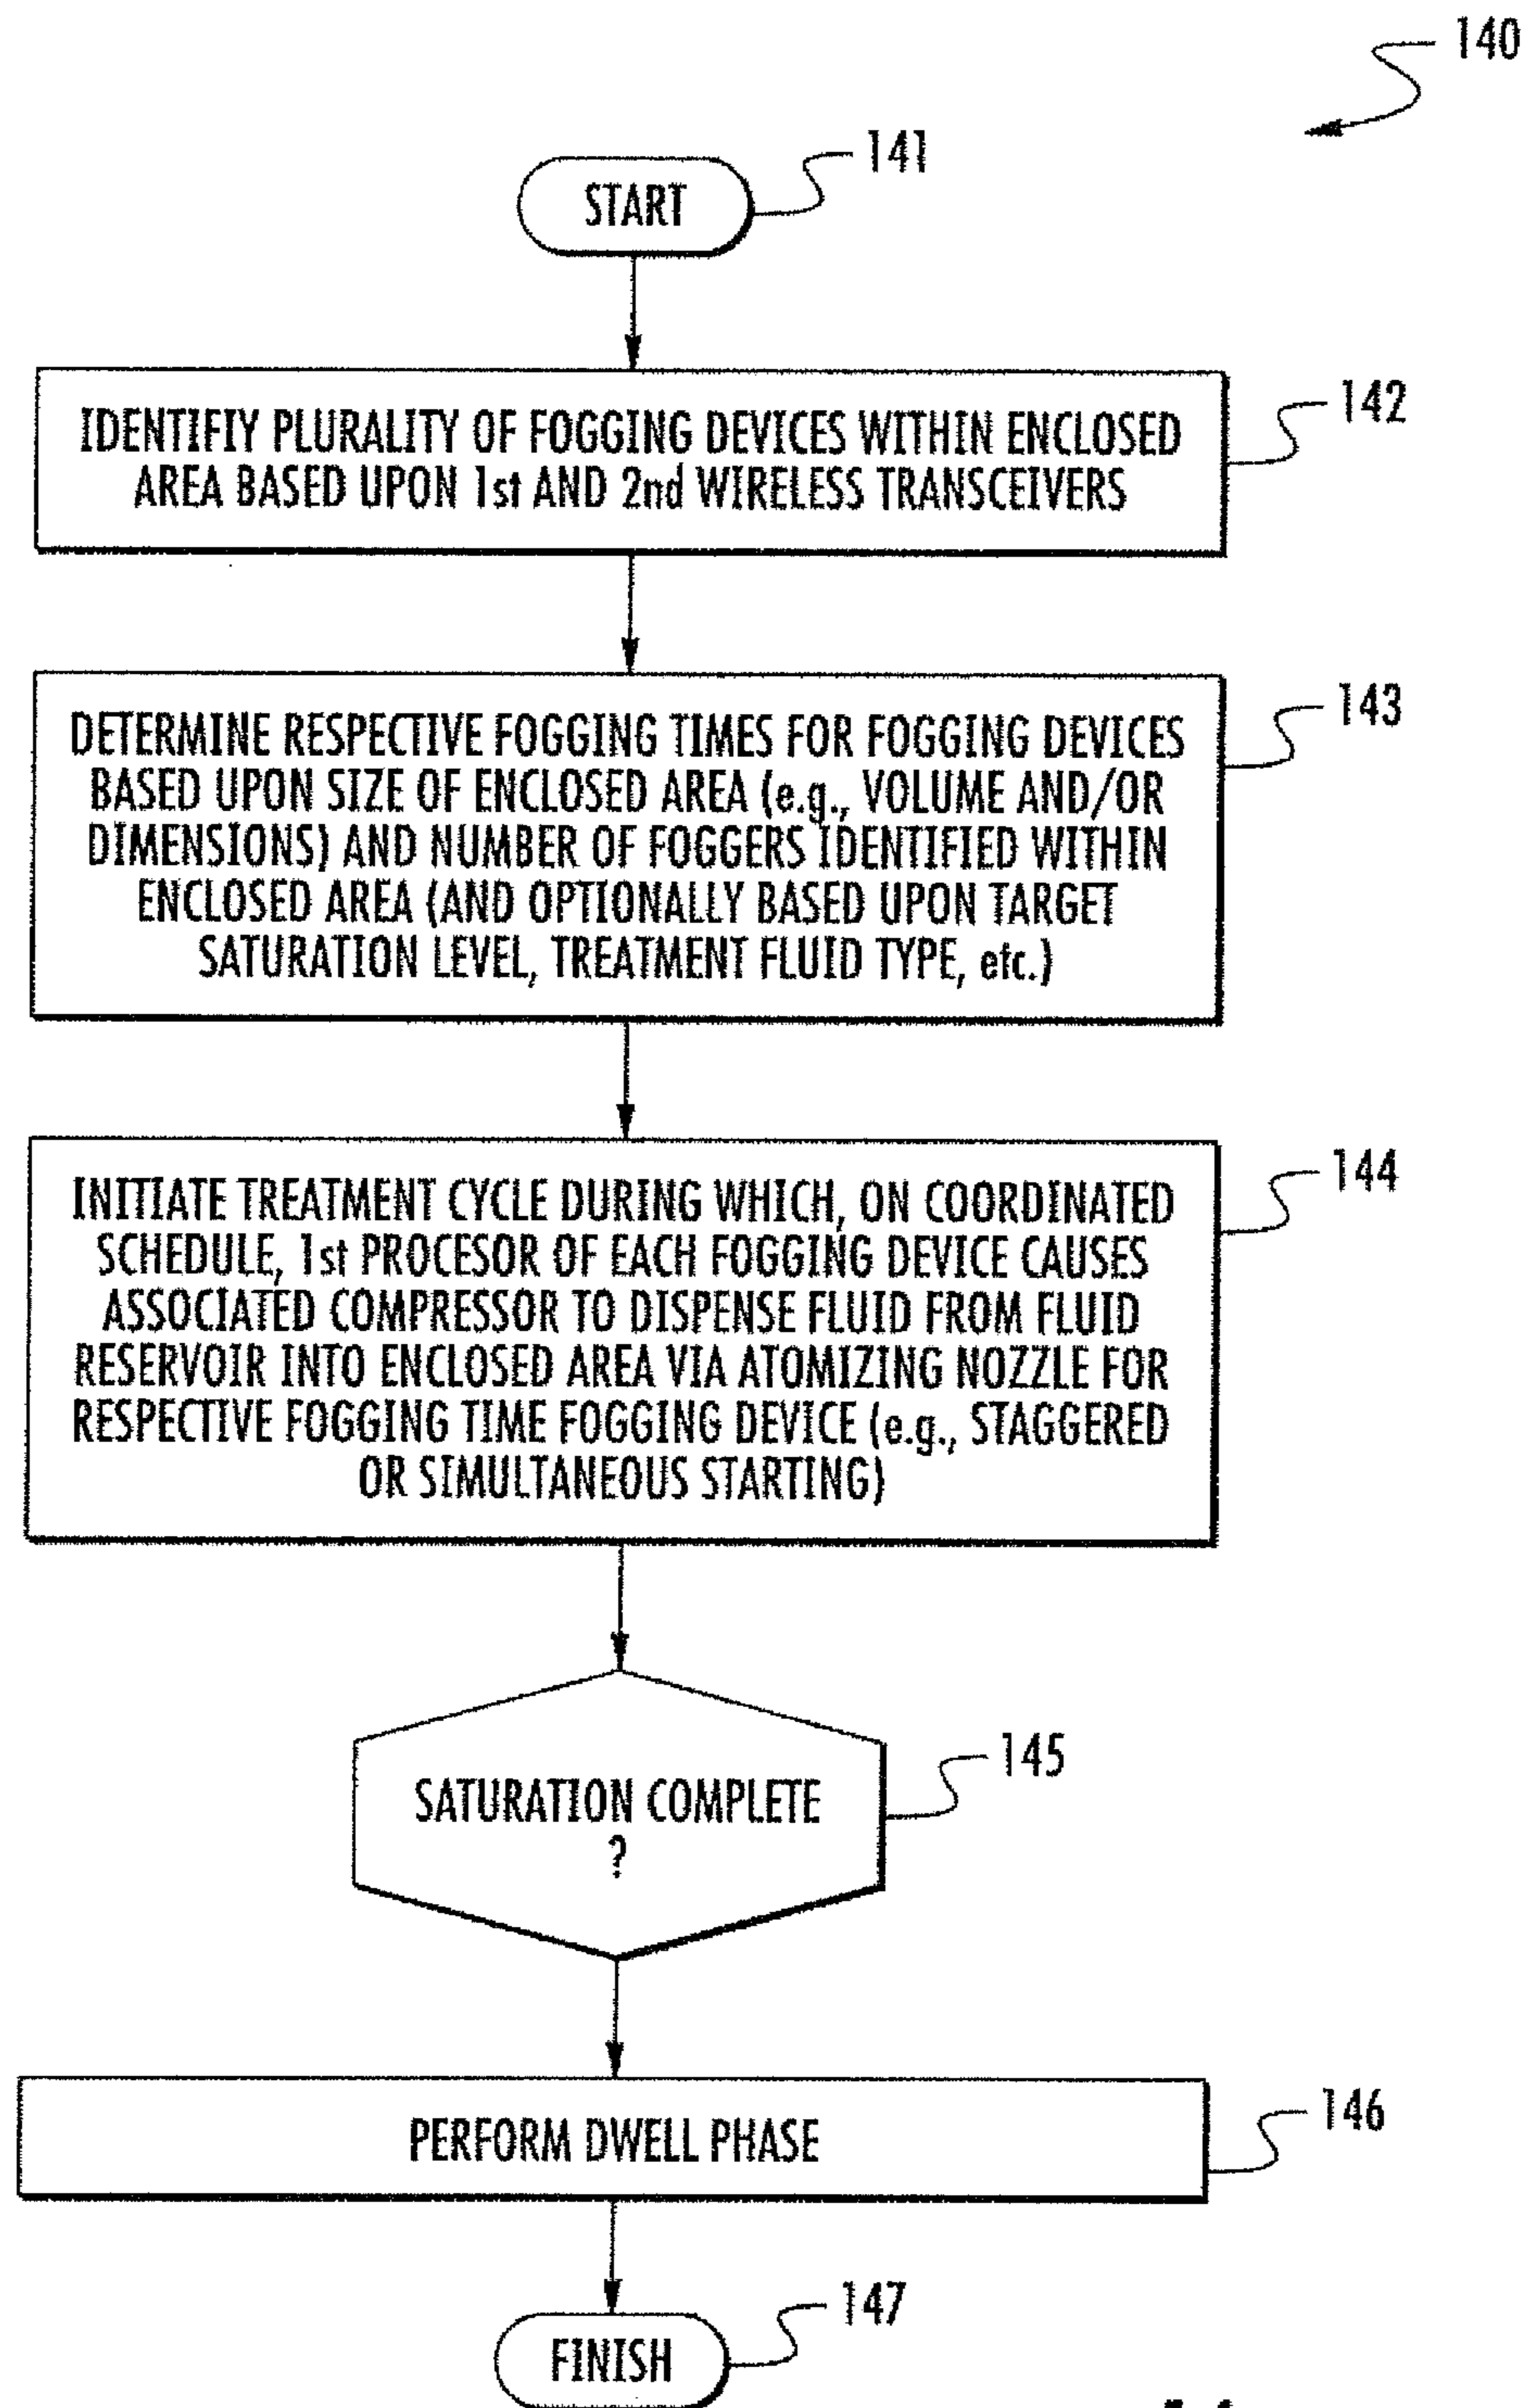 140
START
141
IDENTIFIY PLURALITY OF FOGGING DEVICES WITHIN ENCLOSED
AREA BASED UPON 1st AND 2nd WIRELESS TRANSCEIVERS
142
DETERMINE RESPECTIVE FOGGING TIMES FOR FOGGING DEVICES
BASED UPON SIZE OF ENCLOSED AREA (e.g., VOLUME AND/OR
DIMENSIONS) AND NUMBER OF FOGGERS IDENTIFIED WITHIN
ENCLOSED AREA (AND OPTIONALLY BASED UPON TARGET
SATURATION LEVEL, TREATMENT FLUID TYPE, etc.)
143
INITIATE TREATMENT CYCLE DURING WHICH, ON COORDINATED
SCHEDULE, 1st PROCESOR OF EACH FOGGING DEVICE CAUSES
ASSOCIATED COMPRESSOR TO DISPENSE FLUID FROM FLUID
RESERVOIR INTO ENCLOSED AREA VIA ATOMIZING NOZZLE FOR
RESPECTIVE FOGGING TIME FOGGING DEVICE (e.g., STAGGERED
OR SIMULTANEOUS STARTING)
144
SATURATION COMPLETE
?
145
PERFORM DWELL PHASE
146
FINISH
147